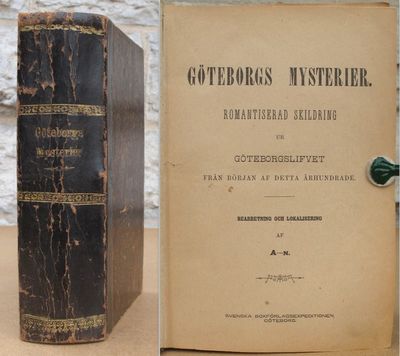 Göteborgs
Mysterier
GÖTEBORGS MYSTERIER.
ROMANTISERAD SKILDRING
UR
GÖTEBORGSLIFVET
FRÅN BÖRJAN AF DETTA ÅRHUNDRADE.
BEARBETNING OCH LOKALISERING
AF
A—N.
SVENSKA BOKFÖRLAGSEXPEDITIONEN,
GÖTEBORG.